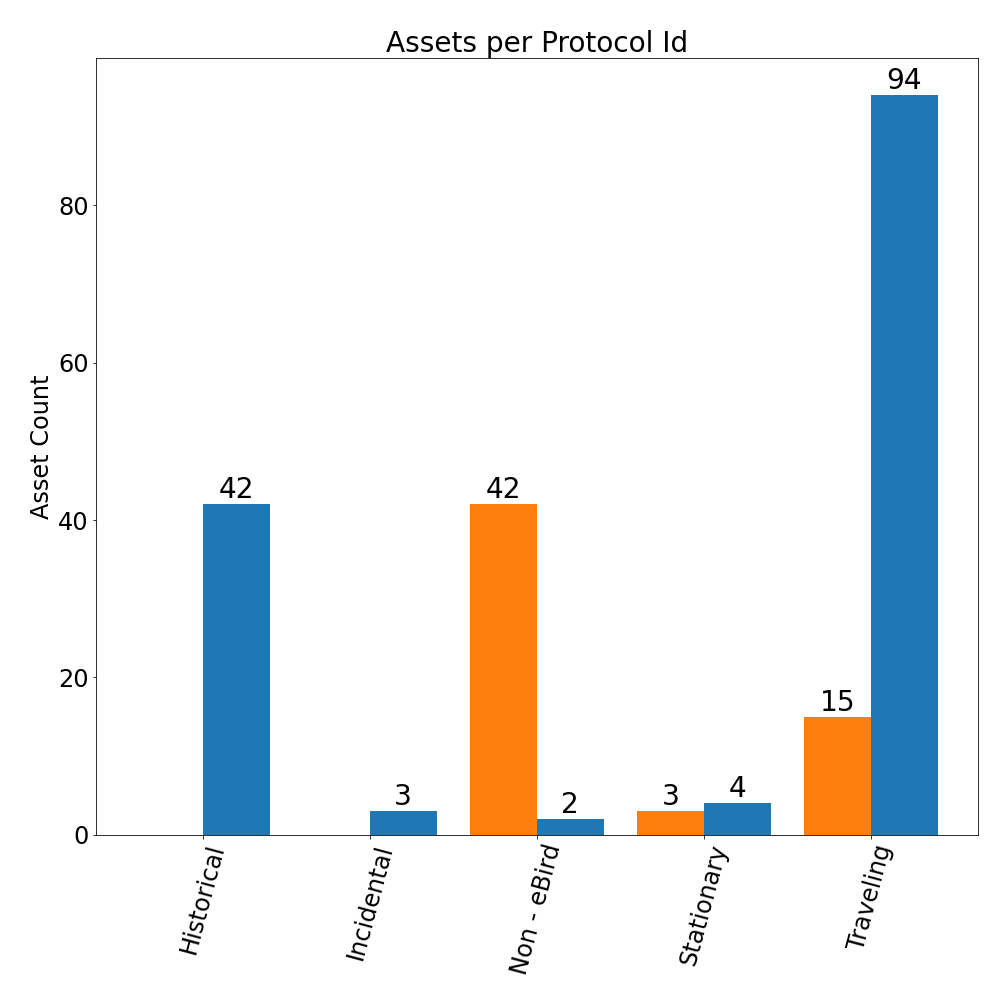 Assets per Protocol Id
94
80
60
Asset Count
42
42
40
20
15
3
2
3
4
0
Historical
Incidental
Non - eBird
Stationary
Traveling